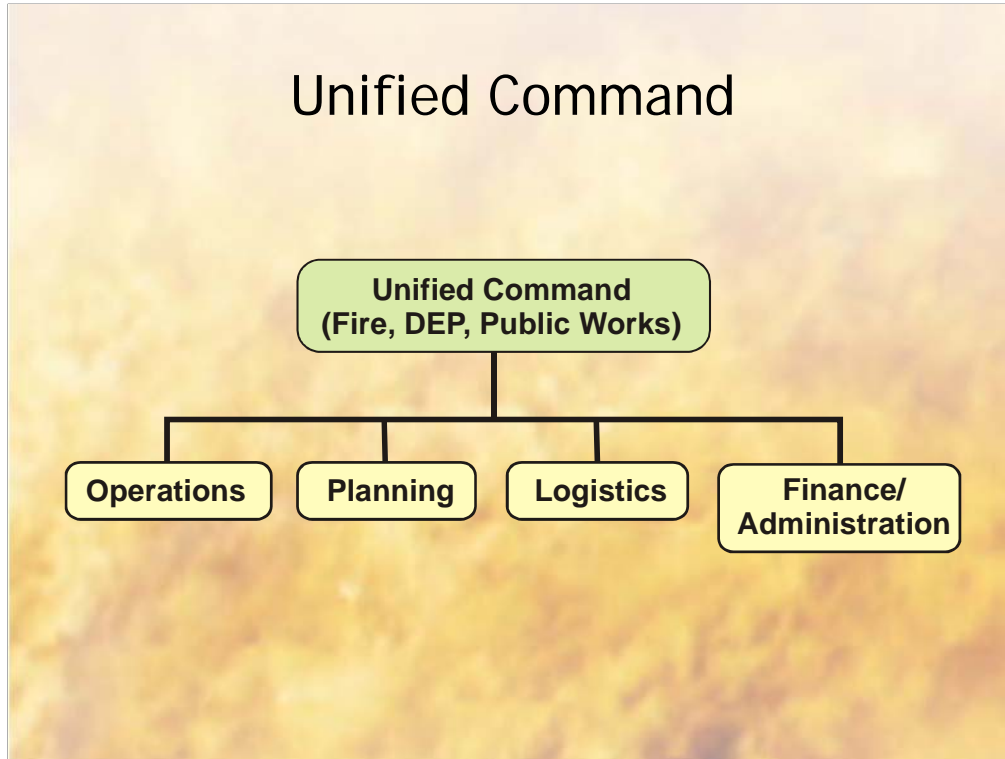 Unified Command
Unified Command
(Fire, DEP, Public Works)
Operations
Planning
Logistics
Finance/
Administration